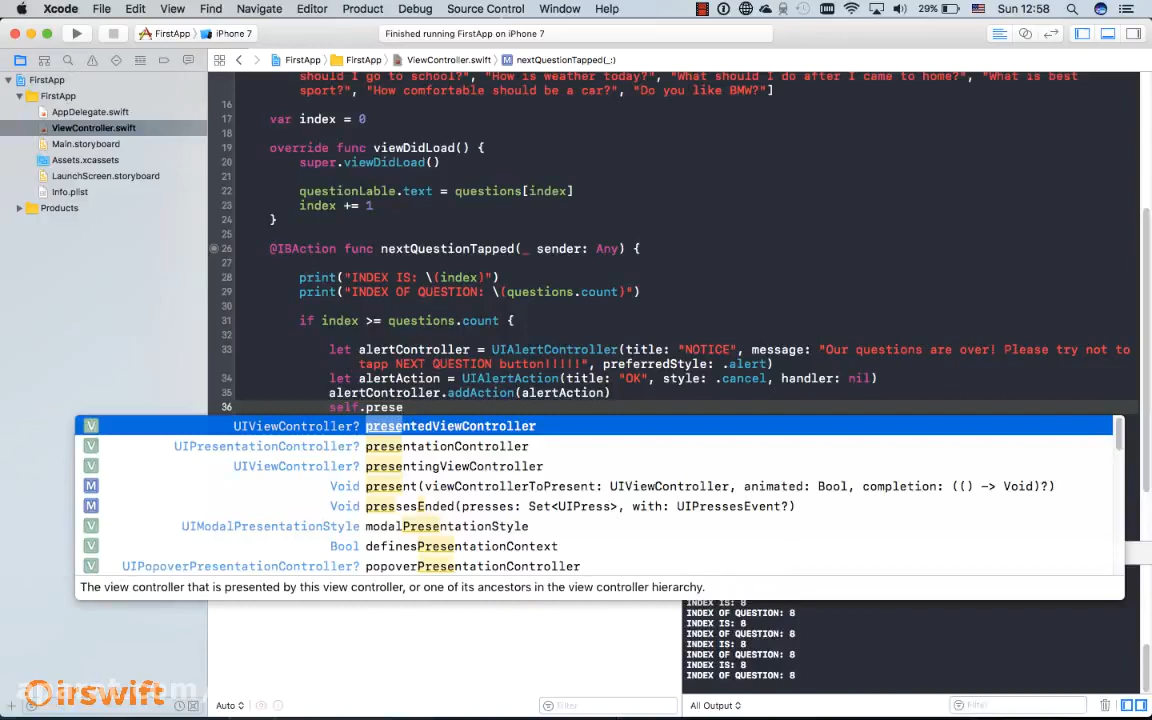 Xcode File Edit View Find Navigate Editor Product Debug Source Control Window Help 29% Sun 12:58
FirstApp iPhone 7 Finished running FirstApp on iPhone 7
FirstApp FirstApp ViewController.swift M nextQuestionTapped(_:)
FirstApp
FirstApp
AppDelegate.swift
ViewController.swift
Main.storyboard
Assets.xcassets
LaunchScreen.storyboard
Info.plist
Products
should I go to school?", "How is weather today?", "What should I do after I came to home?", "What is best
sport?", "How comfortable should be a car?", "Do you like BMW?"]
16
17 var index = 0
18
19 override func viewDidLoad() {
20 super.viewDidLoad()
21
22 questionLable.text = questions[index]
23 index += 1
24 }
25
26 @IBAction func nextQuestionTapped(_ sender: Any) {
27
28 print("INDEX IS: \(index)")
29 print("INDEX OF QUESTION: \(questions.count)")
30
31 if index >= questions.count {
32
33 let alertController = UIAlertController(title: "NOTICE", message: "Our questions are over! Please try not to
tapp NEXT QUESTION button!!!!!", preferredStyle: .alert)
34 let alertAction = UIAlertAction(title: "OK", style: .cancel, handler: nil)
35 alertController.addAction(alertAction)
36 self.prese
V UIViewController? presentedViewController
V UIPresentationController? presentationController
V UIViewController? presentingViewController
M Void present(viewControllerToPresent: UIViewController, animated: Bool, completion: (() -> Void)?)
M Void pressesEnded(presses: Set<UIPress>, with: UIPressesEvent?)
V UIModalPresentationStyle modalPresentationStyle
V Bool definesPresentationContext
V UIPopoverPresentationController? popoverPresentationController
The view controller that is presented by this view controller, or one of its ancestors in the view controller hierarchy.
INDEX IS: 8
INDEX OF QUESTION: 8
INDEX IS: 8
INDEX OF QUESTION: 8
INDEX IS: 8
INDEX OF QUESTION: 8
INDEX IS: 8
INDEX OF QUESTION: 8
irswift
Auto Filter All Output Filter